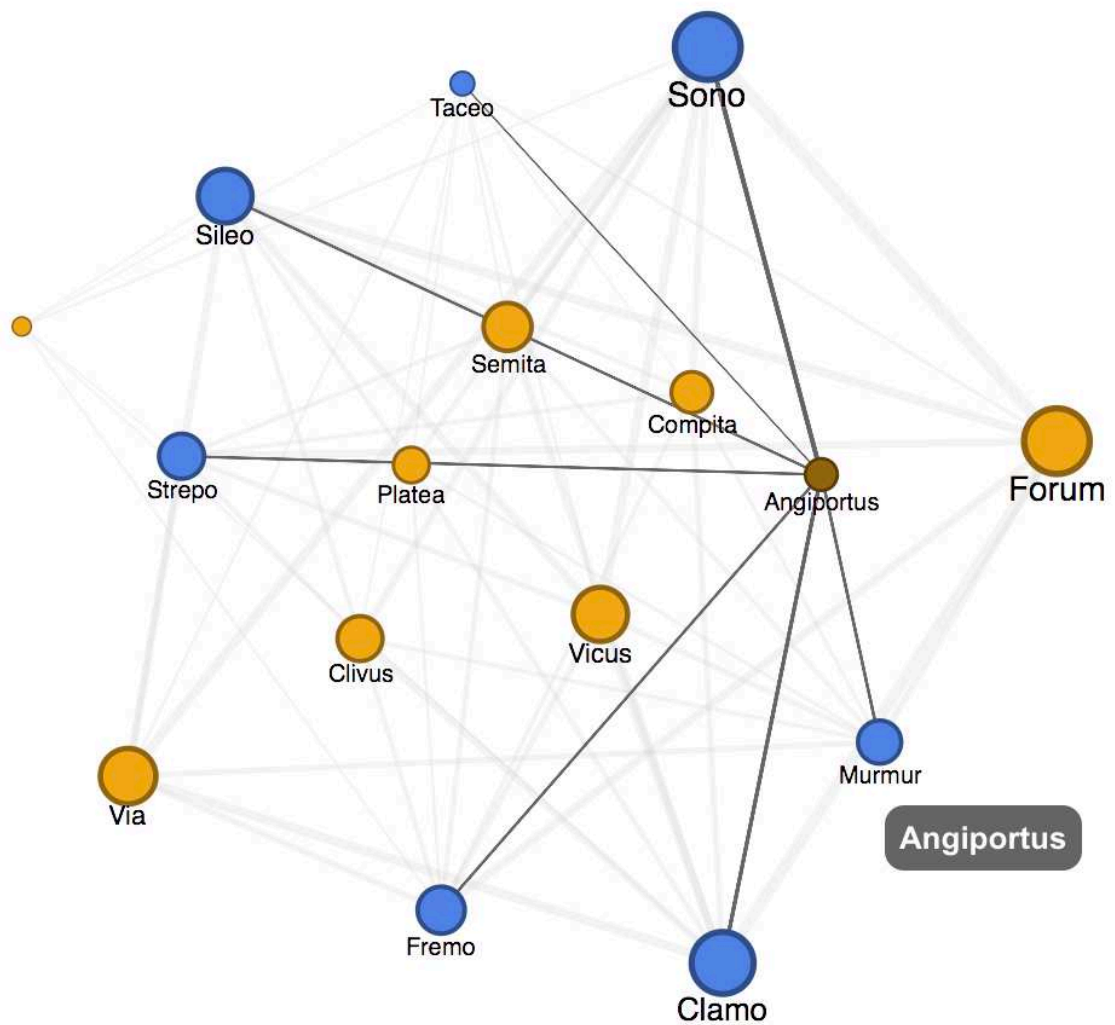 Sono
Taceo
Sileo
Semita
Compita
Strepo
Platea
Angiportus
Forum
Clivus
Vicus
Murmur
Via
Angiportus
Fremo
Clamo